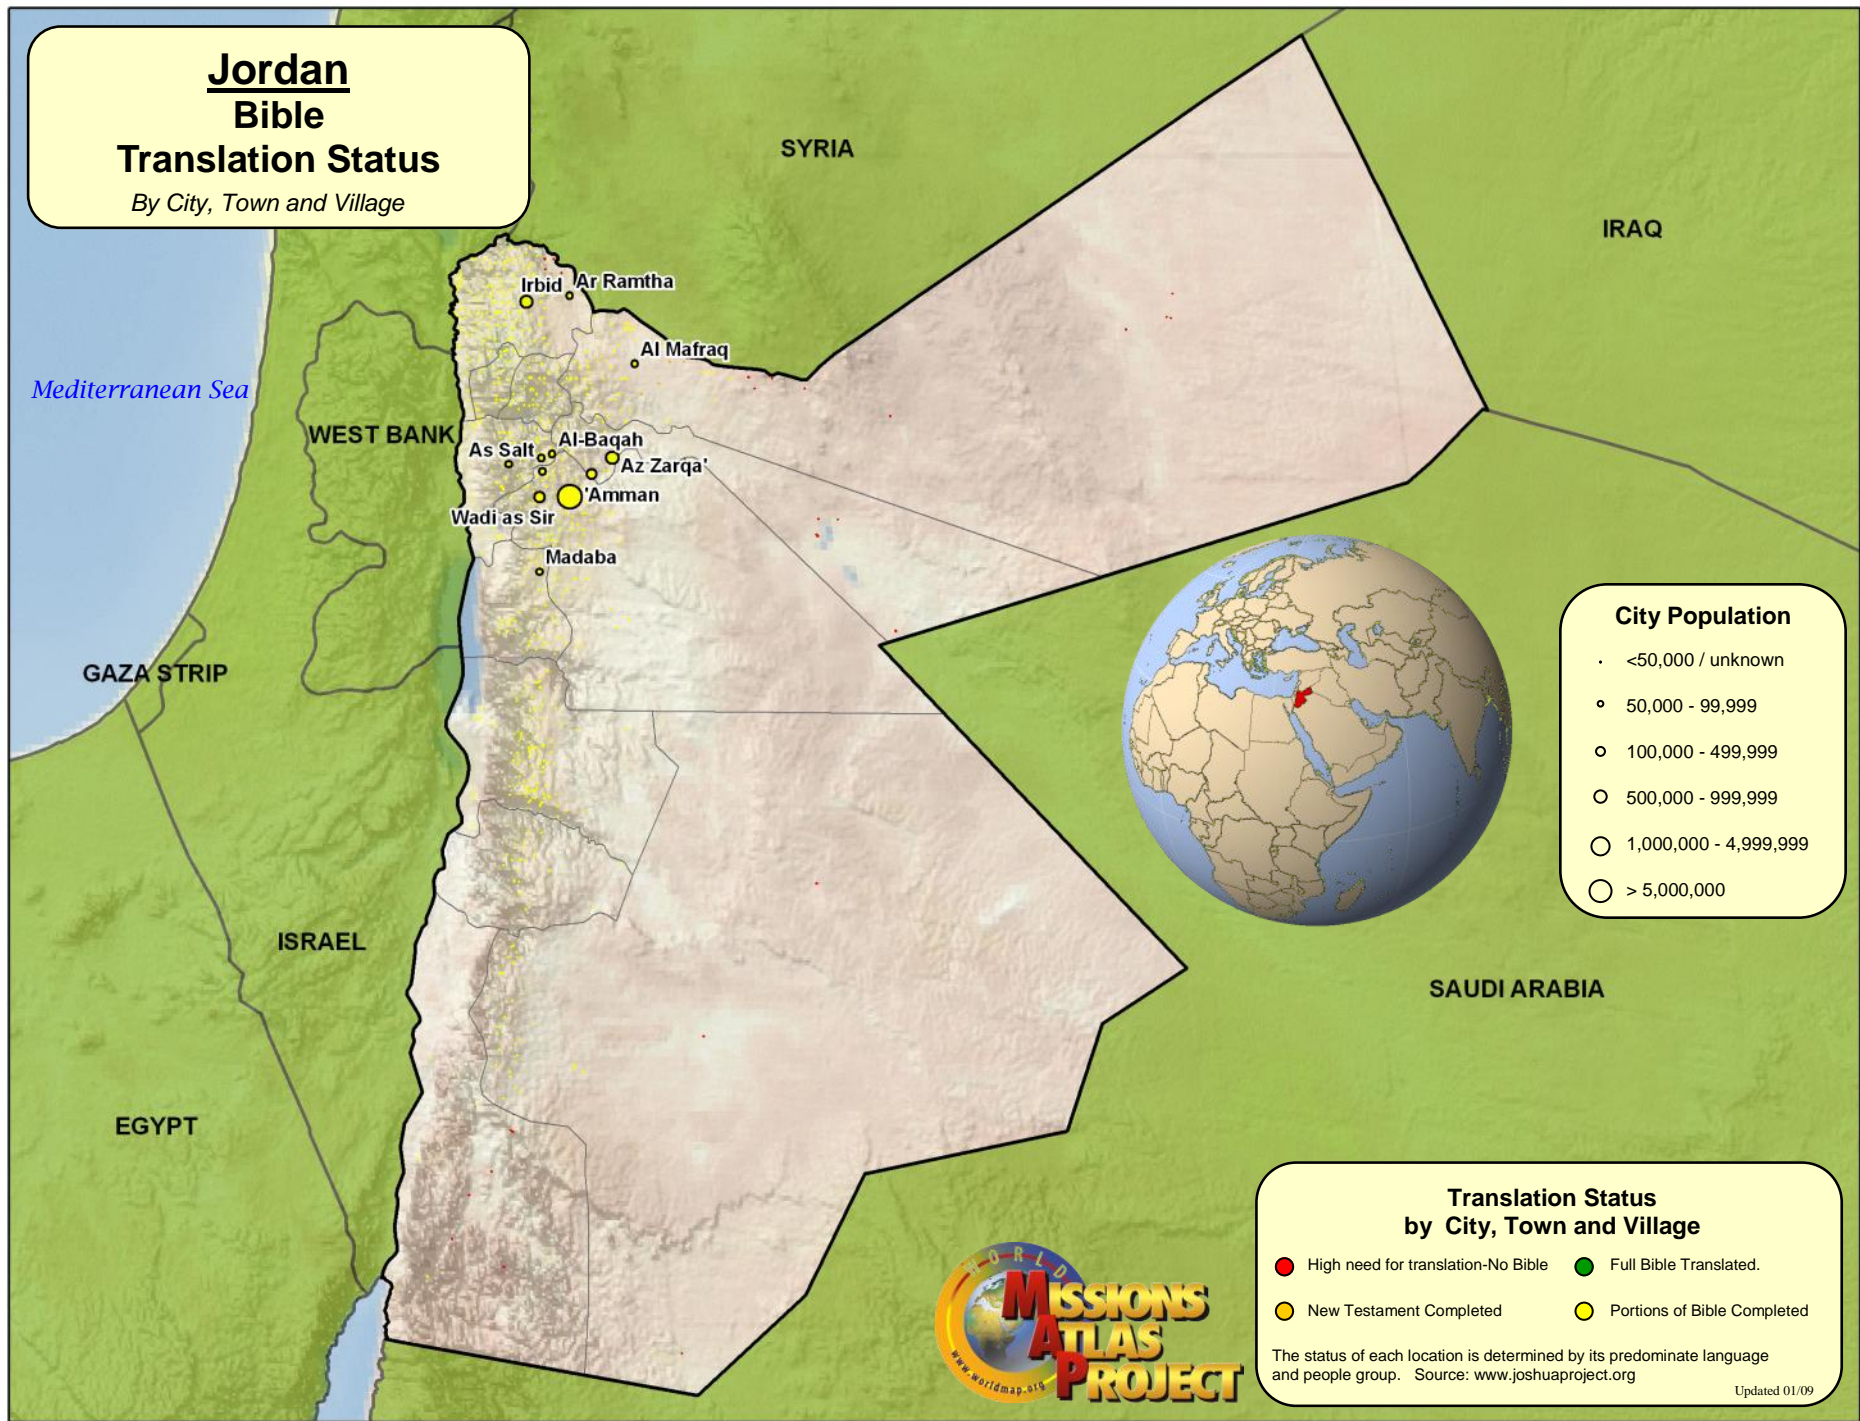 Jordan
Bible
Translation Status
By City, Town and Village
SYRIA
IRAQ
Irbid
Ar Ramtha
Al Mafraq
Mediterranean Sea
WEST BANK
As Salt
Al-Baqah
Az Zarqa'
'Amman
Wadi as Sir
Madaba
GAZA STRIP
ISRAEL
EGYPT
SAUDI ARABIA
City Population
<50,000 / unknown
50,000 - 99,999
100,000 - 499,999
500,000 - 999,999
1,000,000 - 4,999,999
> 5,000,000
WORLD
MISSIONS
ATLAS
PROJECT
www.worldmap.org
Translation Status
by City, Town and Village
High need for translation-No Bible
Full Bible Translated.
New Testament Completed
Portions of Bible Completed
The status of each location is determined by its predominate language
and people group. Source: www.joshuaproject.org
Updated 01/09